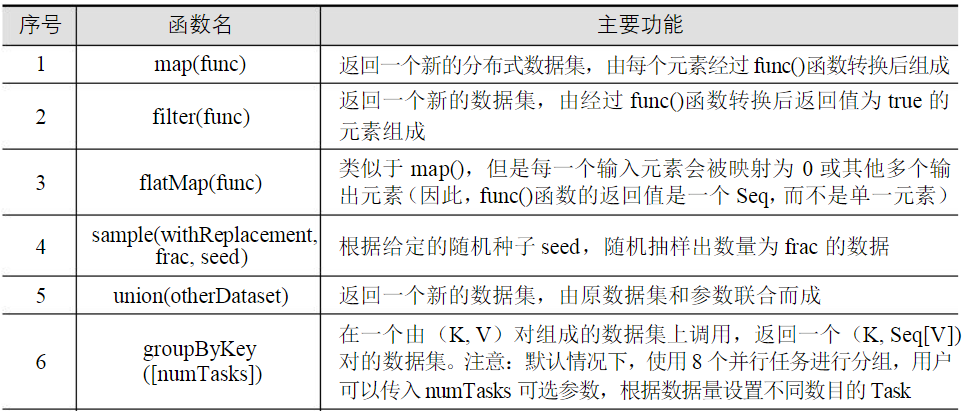 序号 函数名 主要功能
1 map(func) 返回一个新的分布式数据集，由每个元素经过 func()函数转换后组成
2 filter(func) 返回一个新的数据集，由经过 func()函数转换后返回值为 true 的
元素组成
3 flatMap(func) 类似于 map()，但是每一个输入元素会被映射为 0 或其他多个输
出元素（因此，func()函数的返回值是一个 Seq，而不是单一元素）
4 sample(withReplacement,
frac, seed) 根据给定的随机种子 seed，随机抽样出数量为 frac 的数据
5 union(otherDataset) 返回一个新的数据集，由原数据集和参数联合而成
6 groupByKey
([numTasks]) 在一个由（K, V）对组成的数据集上调用，返回一个（K, Seq[V])
对的数据集。注意：默认情况下，使用 8 个并行任务进行分组，用户
可以传入 numTasks 可选参数，根据数据量设置不同数目的 Task